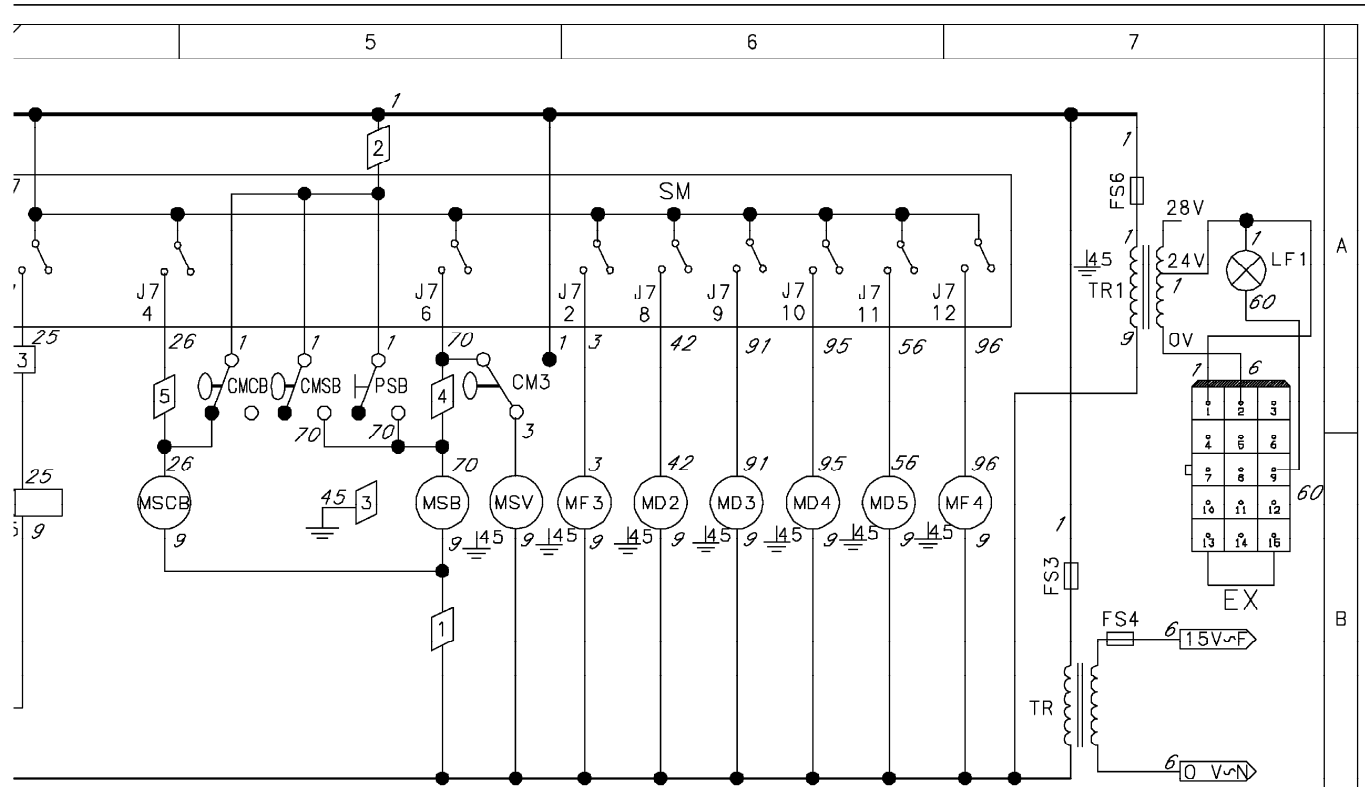 5 6 7
1
2
1
7 SM
FS6
28V
1 45 24V 1 LF1 A
TR1 1
60
J7 J7 J7 J7 J7 J7 J7 J7
4 6 2 8 9 10 11 12
25 26 1 1 1 70 1 3 42 91 95 56 96 9 0V
3 CMCB CMSB PSB CM3 1 6
5 4
1 2 3
70 70 3
4 5 6
25 26 70 3 42 91 95 56 96
7 8 9
45 3 60
MSCB MSB MSV MF3 MD2 MD3 MD4 MD5 MF4
10 11 12
9 9 9 45 9 45 9 45 9 45 9 45 9 45 9 45 9 1
13 14 15
FS3
EX
1 FS4 B
6 15V~F
TR
6 0 V~N